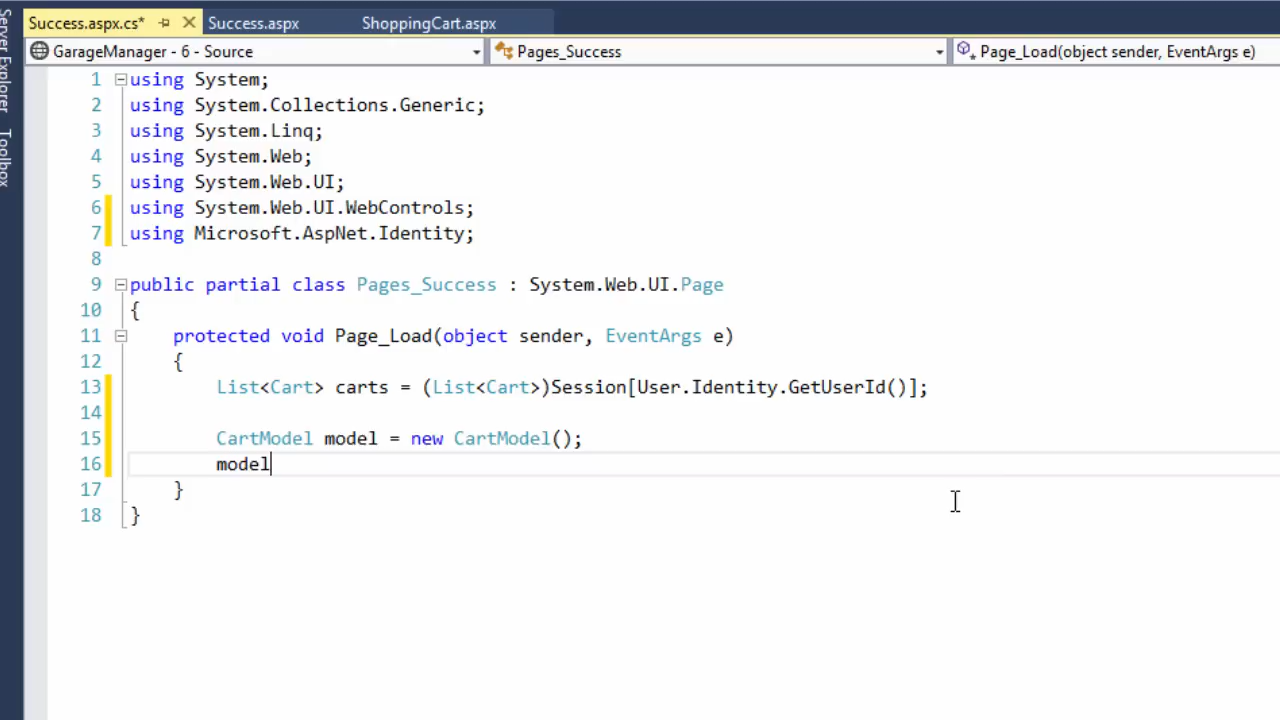 Server Explorer
Toolbox
Success.aspx.cs* Success.aspx ShoppingCart.aspx
GarageManager - 6 - Source Pages_Success Page_Load(object sender, EventArgs e)
1 using System;
2 using System.Collections.Generic;
3 using System.Linq;
4 using System.Web;
5 using System.Web.UI;
6 using System.Web.UI.WebControls;
7 using Microsoft.AspNet.Identity;
8
9 public partial class Pages_Success : System.Web.UI.Page
10 {
11 protected void Page_Load(object sender, EventArgs e)
12 {
13 List<Cart> carts = (List<Cart>)Session[User.Identity.GetUserId()];
14
15 CartModel model = new CartModel();
16 model
17 }
18 }